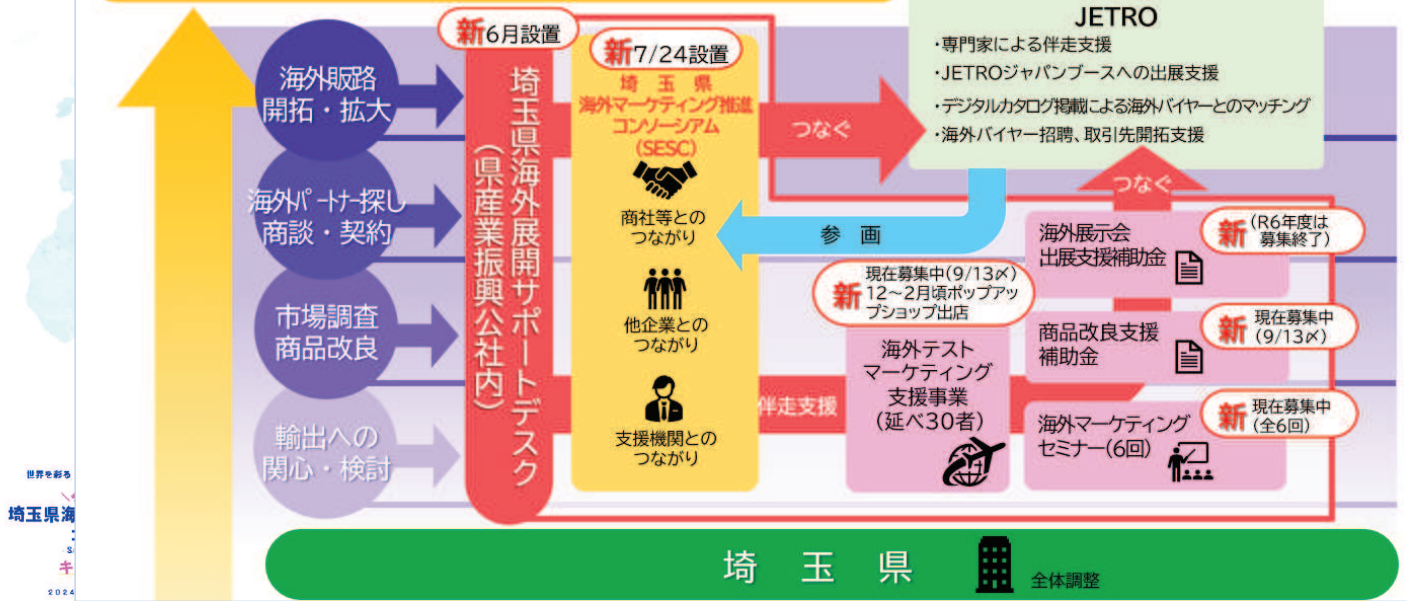 JETRO
・専門家による伴走支援
・JETROジャパンブースへの出展支援
・デジタルカタログ掲載による海外バイヤーとのマッチング
・海外バイヤー招聘、取引先開拓支援
新6月設置
新7/24設置
海外販路
開拓・拡大
海外パートナー探し
商談・契約
市場調査
商品改良
輸出への
関心・検討
埼玉県海外展開サポートデスク
（県産業振興公社内）
埼玉県
海外マーケティング推進
コンソーシアム
(SESC)
商社等との
つながり
他企業との
つながり
支援機関との
つながり
つなぐ
参画
つなぐ
伴走支援
新 現在募集中(9/13〆)
12～2月頃ポップアッ
プショップ出店
海外テスト
マーケティング
支援事業
(延べ30者)
海外展示会
出展支援補助金
新 (R6年度は
募集終了)
商品改良支援
補助金
新 現在募集中
(9/13〆)
海外マーケティング
セミナー(6回)
新 現在募集中
(全6回)
世界を彩る
埼玉県海
キ
2024
埼玉県
全体調整